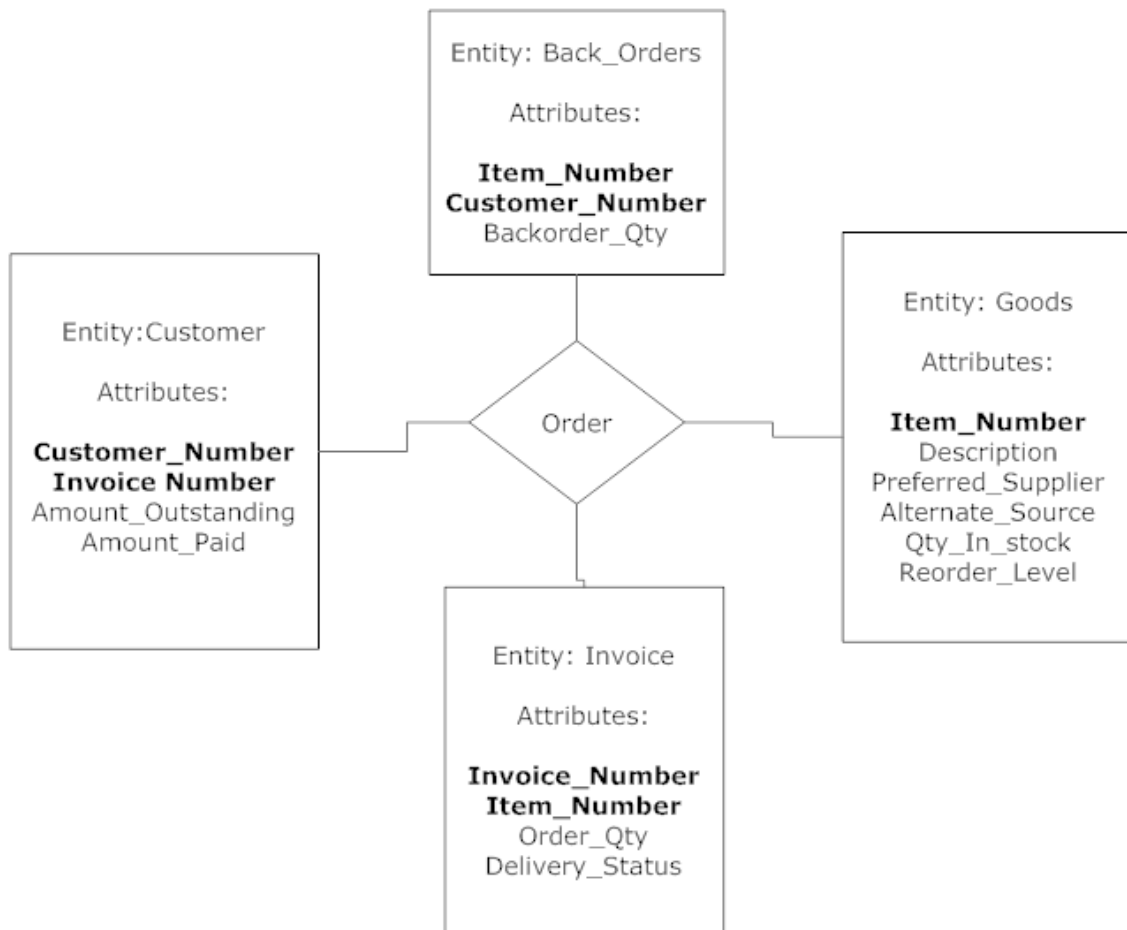 Entity: Back_Orders
Attributes:
Item_Number
Customer_Number
Backorder_Qty
Entity:Customer
Attributes:
Customer_Number
Invoice Number
Amount_Outstanding
Amount_Paid
Order
Entity: Goods
Attributes:
Item_Number
Description
Preferred_Supplier
Alternate_Source
Qty_In_stock
Reorder_Level
Entity: Invoice
Attributes:
Invoice_Number
Item_Number
Order_Qty
Delivery_Status